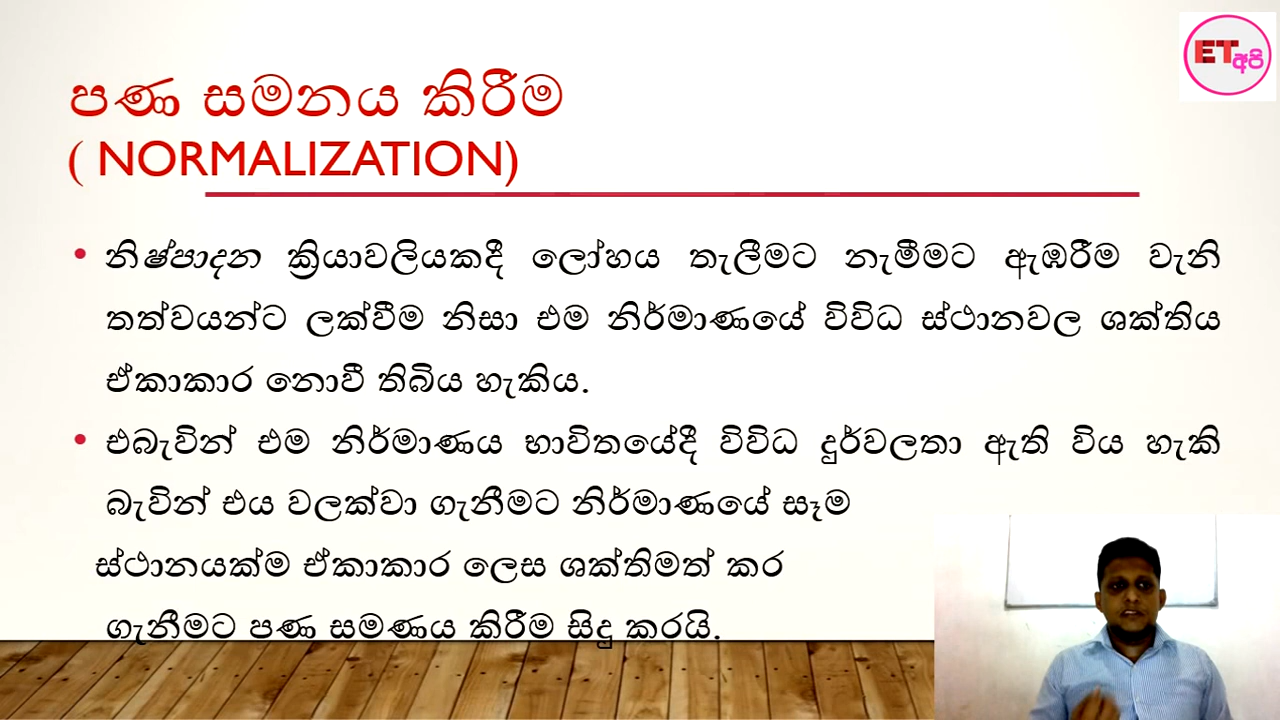 ET අපි
පණ සමනය කිරීම
( NORMALIZATION)
• නිෂ්පාදන ක්‍රියාවලියකදී ලෝහය තැලීමට නැමීමට ඇඹරීම වැනි
තත්වයන්ට ලක්වීම නිසා එම නිර්මාණයේ විවිධ ස්ථානවල ශක්තිය
ඒකාකාර නොවී තිබිය හැකිය.
• එබැවින් එම නිර්මාණය භාවිතයේදී විවිධ දුර්වලතා ඇති විය හැකි
බැවින් එය වලක්වා ගැනීමට නිර්මාණයේ සෑම
ස්ථානයක්ම ඒකාකාර ලෙස ශක්තිමත් කර
ගැනීමට පණ සමණය කිරීම සිදු කරයි.